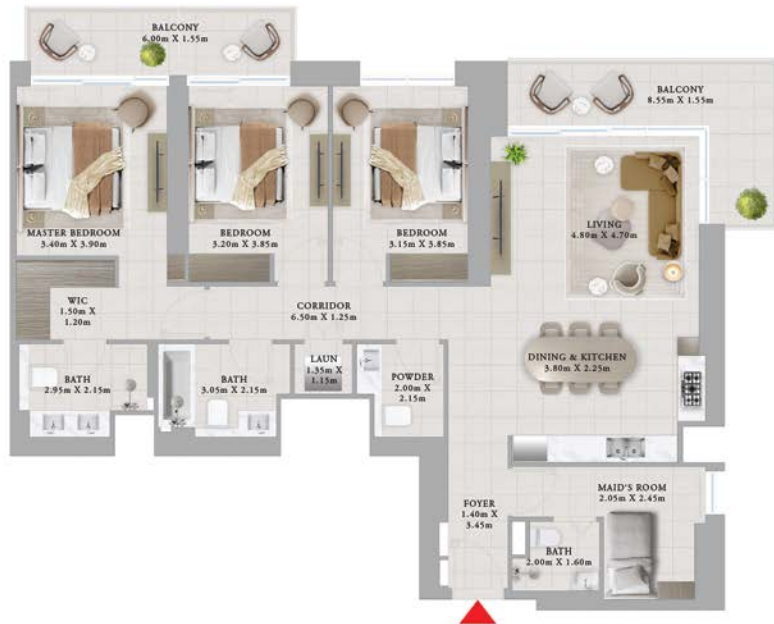 BALCONY
6.00m X 1.55m
BALCONY
8.55m X 1.55m
MASTER BEDROOM
3.40m X 3.90m
BEDROOM
3.20m X 3.85m
BEDROOM
3.15m X 3.85m
LIVING
4.80m X 4.70m
WIC
1.50m X
1.20m
CORRIDOR
6.50m X 1.25m
BATH
2.95m X 2.15m
BATH
3.05m X 2.15m
LAUN
1.35m X
1.15m
POWDER
2.00m X
2.15m
DINING & KITCHEN
3.80m X 2.25m
FOYER
1.40m X
3.45m
MAID'S ROOM
2.05m X 2.45m
BATH
2.00m X 1.60m